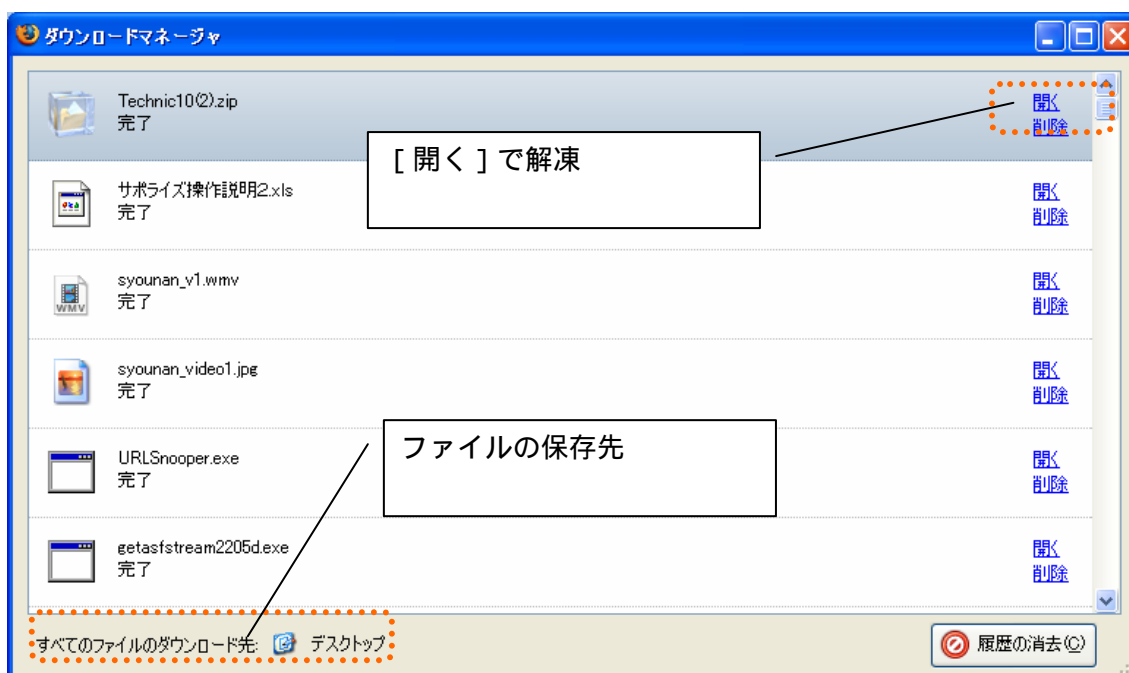 ダウンロードマネージャ
Technic10(2).zip
完了
開く
削除
[開く]で解凍
サポライズ操作説明2.xls
完了
開く
削除
syounan_v1.wmv
完了
開く
削除
WMV
syounan_video1.jpg
完了
開く
削除
ファイルの保存先
URLSnooper.exe
完了
開く
削除
getasfstream2205d.exe
完了
開く
削除
すべてのファイルのダウンロード先: デスクトップ
履歴の消去(C)